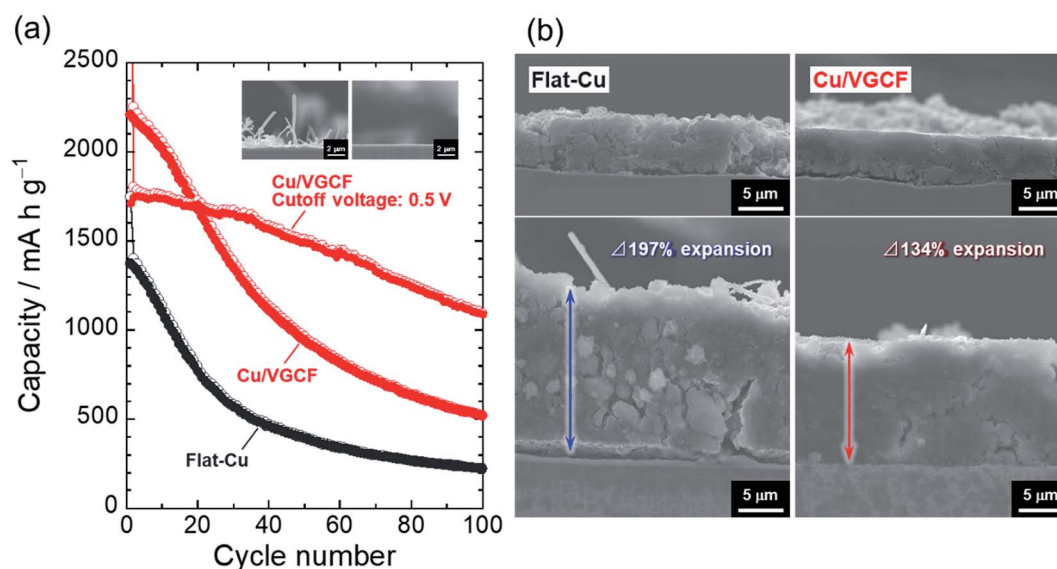 (a)
2500
2000
1500
1000
500
0
0
20
40
60
80
100
Capacity / mA h g⁻¹
Cycle number
2 μm
2 μm
Cu/VGCF
Cutoff voltage: 0.5 V
Cu/VGCF
Flat-Cu
(b)
Flat-Cu
Cu/VGCF
5 μm
5 μm
⊿197% expansion
⊿134% expansion
5 μm
5 μm